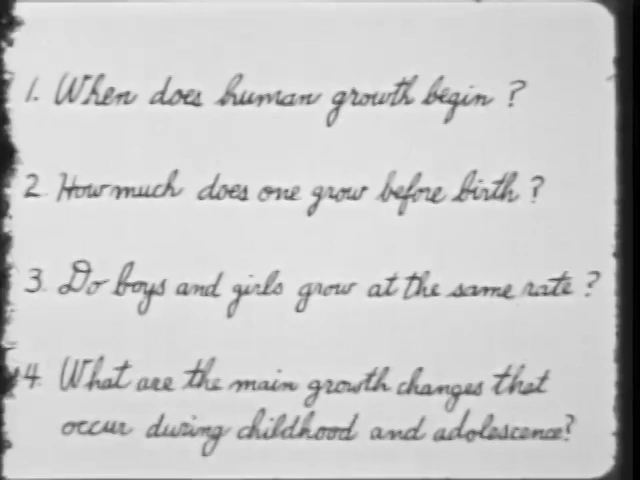 1. When does human growth begin ?
2. How much does one grow before birth ?
3. Do boys and girls grow at the same rate ?
4. What are the main growth changes that
occur during childhood and adolescence?